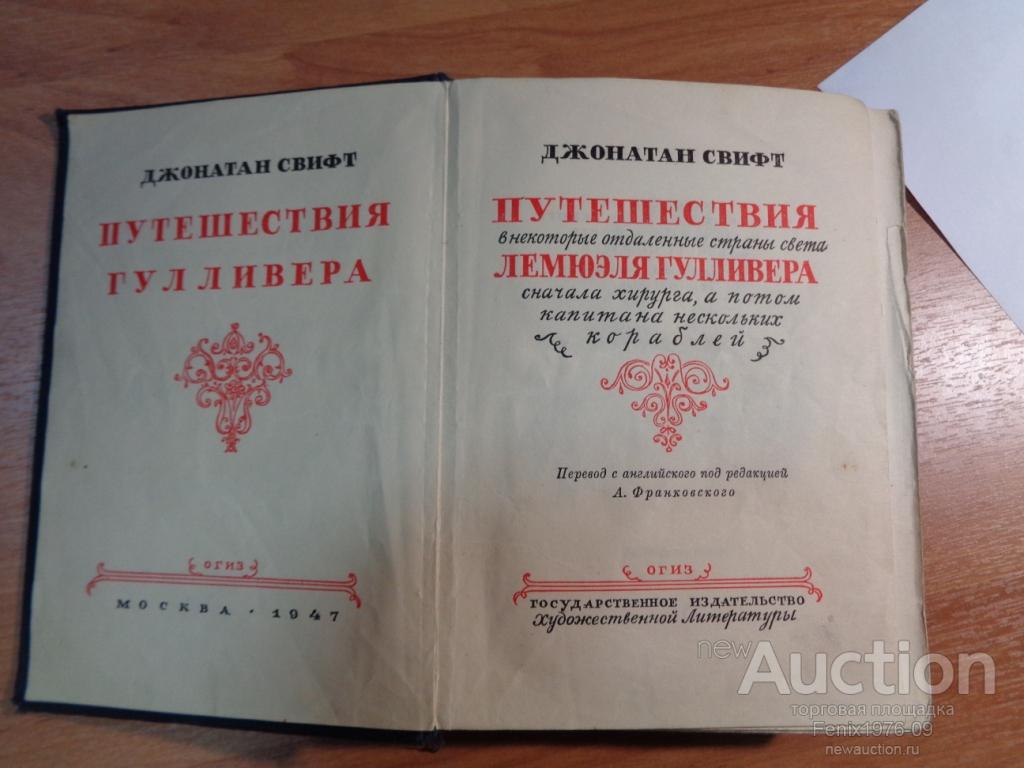 ДЖОНАТАН СВИФТ
ПУТЕШЕСТВИЯ
ГУЛЛИВЕРА
ОГИЗ
МОСКВА · 1947
ДЖОНАТАН СВИФТ
ПУТЕШЕСТВИЯ
в некоторые отдаленные страны света
ЛЕМЮЭЛЯ ГУЛЛИВЕРА
сначала хирурга, а потом
капитана нескольких
кораблей
Перевод с английского под редакцией
А. Франковского
ОГИЗ
ГОСУДАРСТВЕННОЕ ИЗДАТЕЛЬСТВО
Художественной Литературы
newAuction
торговая площадка
Fenix1976-09
newauction.ru